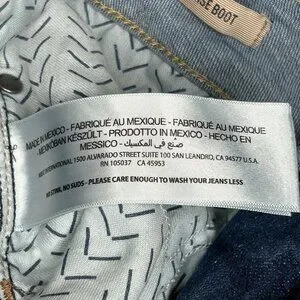 SE BOOT
MADE IN MEXICO - FABRIQUÉ AU MEXIQUE - FABRIQUÉ AU MEXIQUE
- MEXIKÓBAN KÉSZÜLT - PRODOTTO IN MEXICO - HECHO EN
MESSICO - صنع في المكسيك
INTERNATIONAL 1500 ALVARADO STREET SUITE 100 SAN LEANDRO, CA 94577 U.S.A.
RN 105037 CA 45953
NO STINK, NO SUDS - PLEASE CARE ENOUGH TO WASH YOUR JEANS LESS